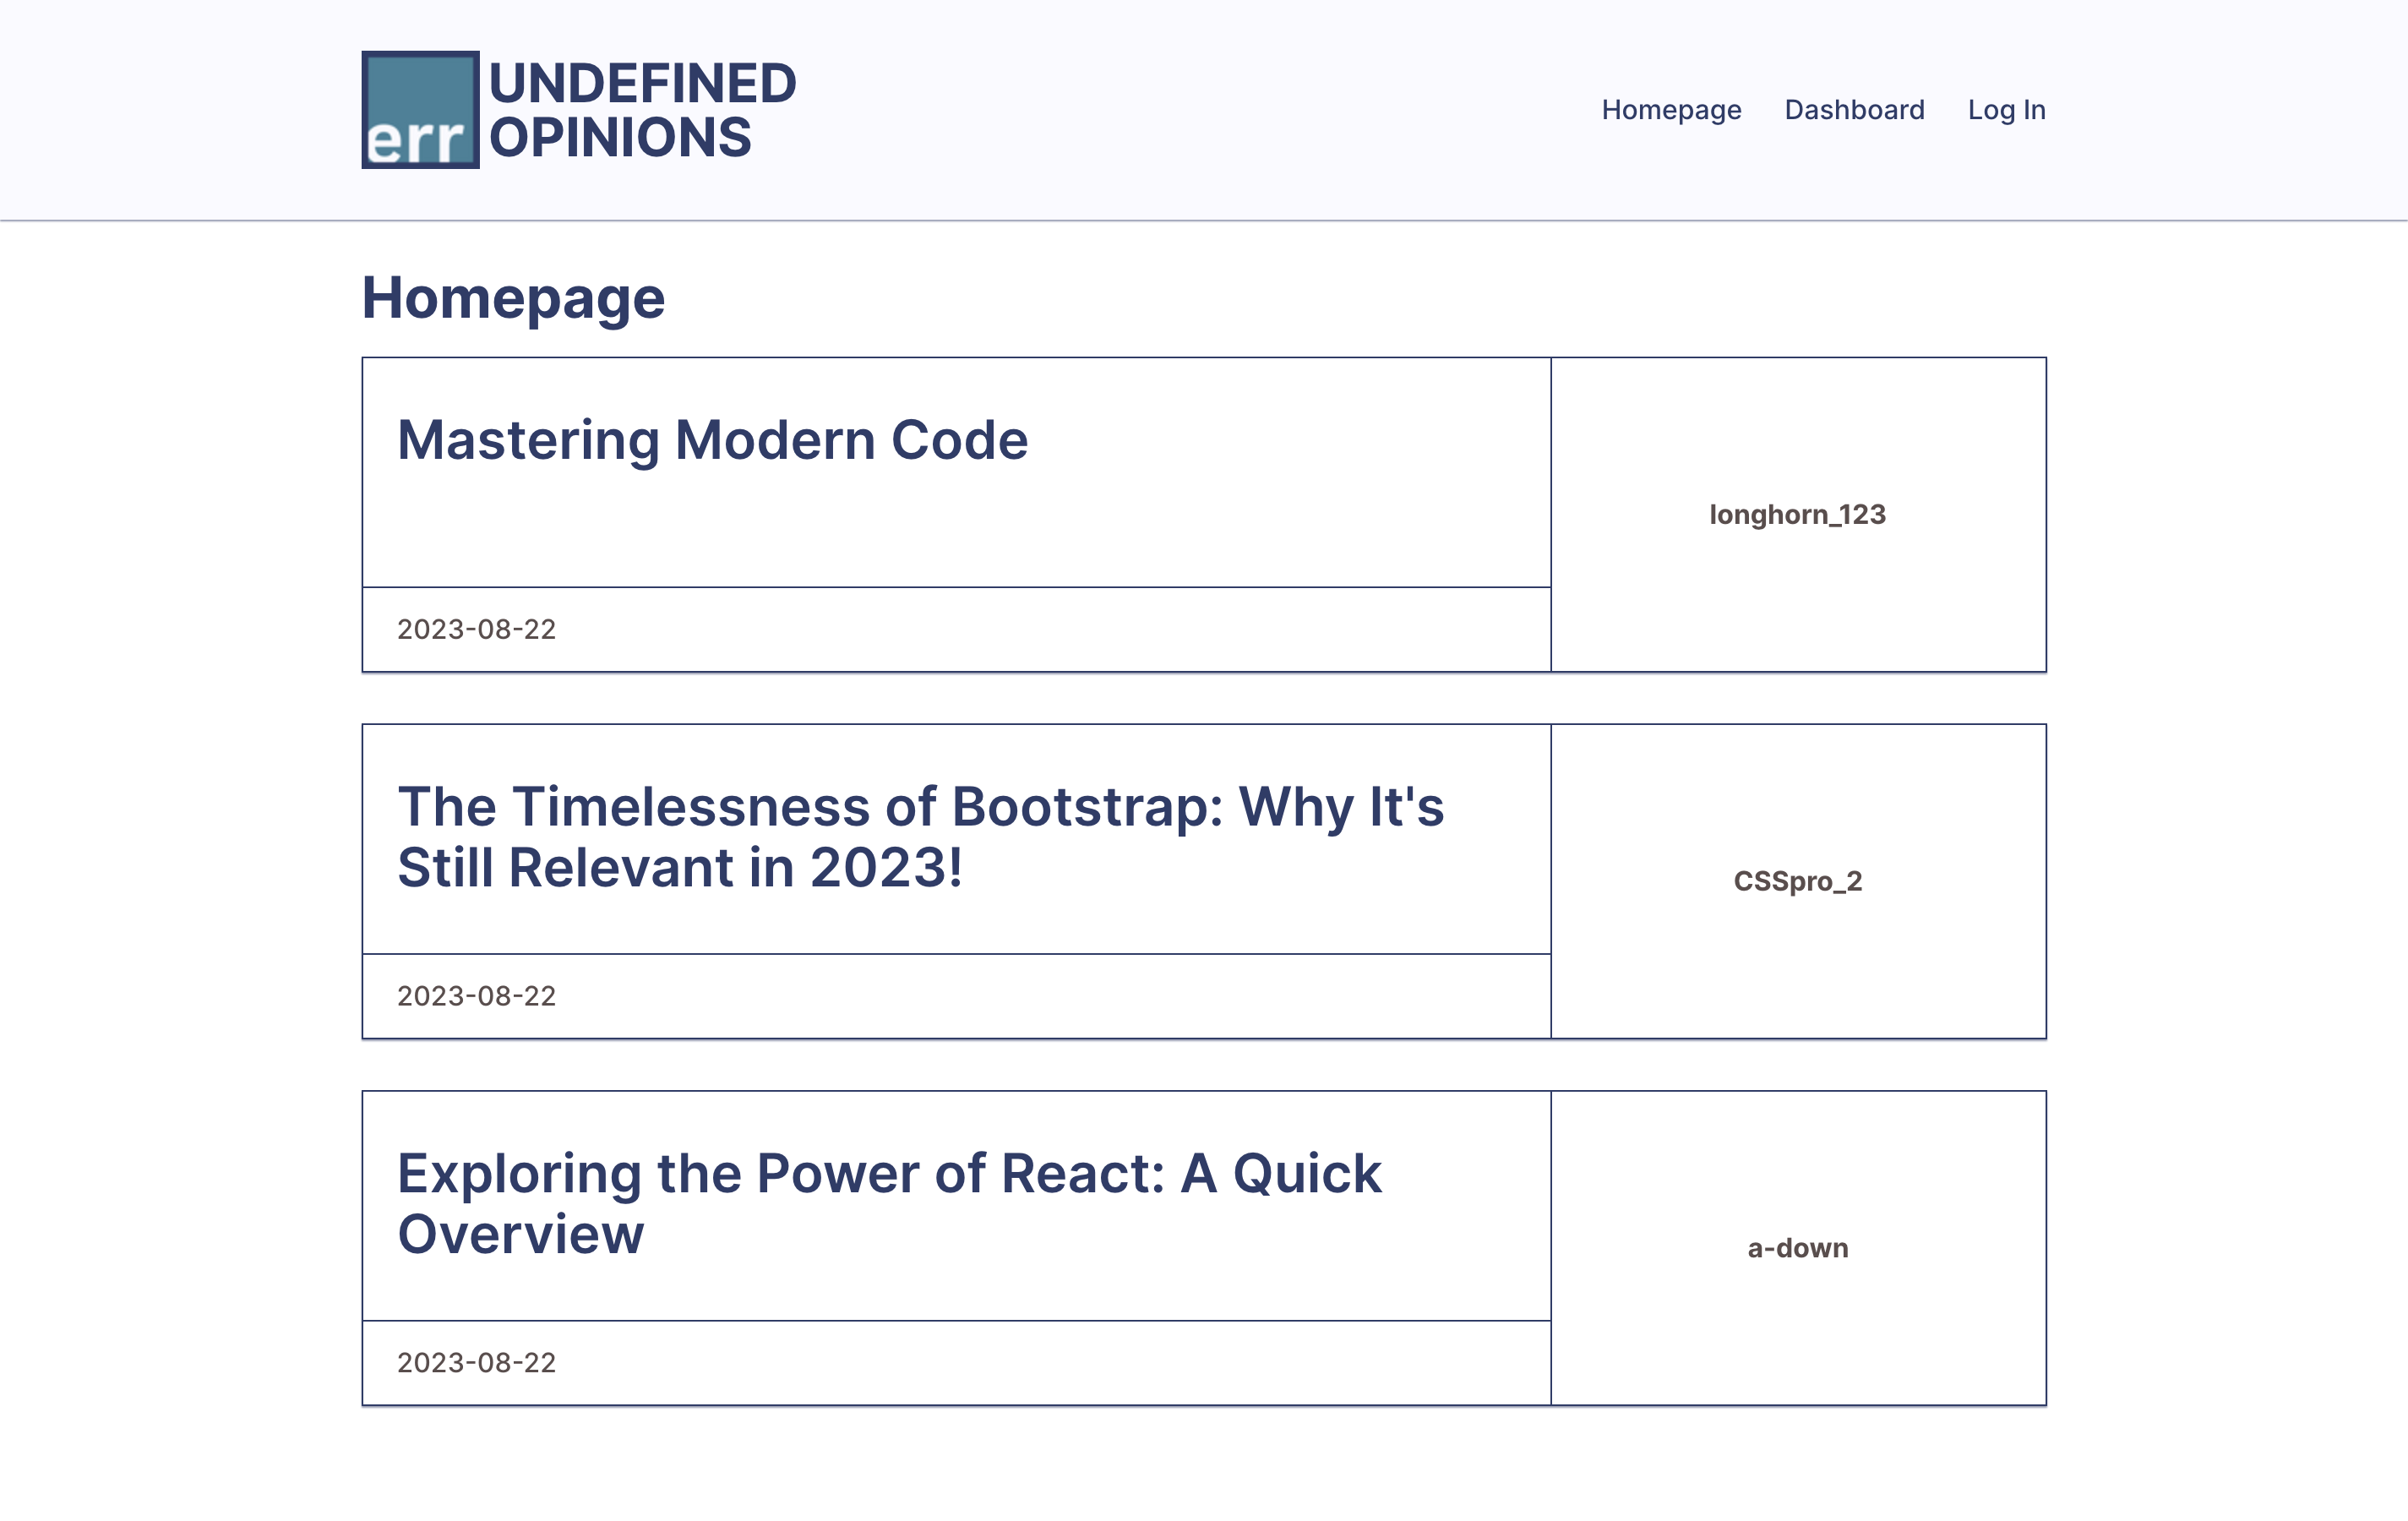 err
UNDEFINED
OPINIONS
Homepage Dashboard Log In
Homepage
Mastering Modern Code
longhorn_123
2023-08-22
The Timelessness of Bootstrap: Why It's
Still Relevant in 2023!
CSSpro_2
2023-08-22
Exploring the Power of React: A Quick
Overview
a-down
2023-08-22